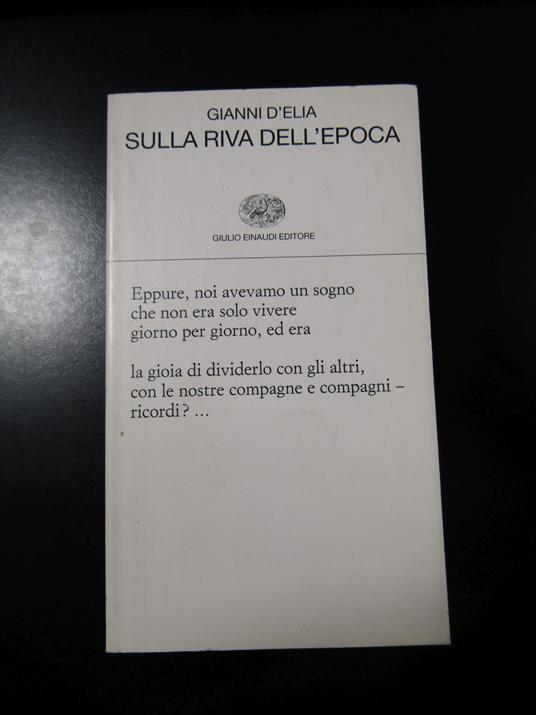 GIANNI D'ELIA
SULLA RIVA DELL'EPOCA
GIULIO EINAUDI EDITORE
Eppure, noi avevamo un sogno
che non era solo vivere
giorno per giorno, ed era
la gioia di dividerlo con gli altri,
con le nostre compagne e compagni –
ricordi? ...